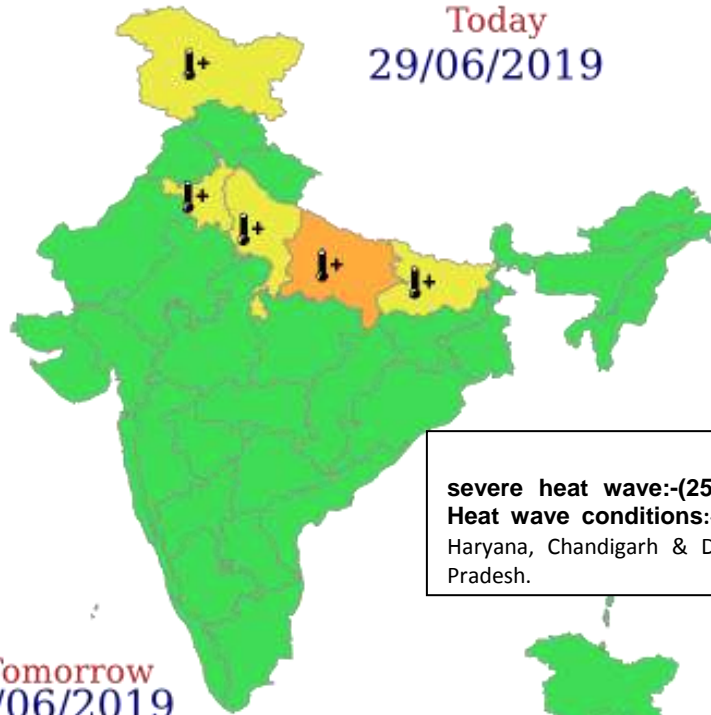 Today
29/06/2019
severe heat wave:-(25
Heat wave conditions:
Haryana, Chandigarh & D
Pradesh.
Tomorrow
/06/2019